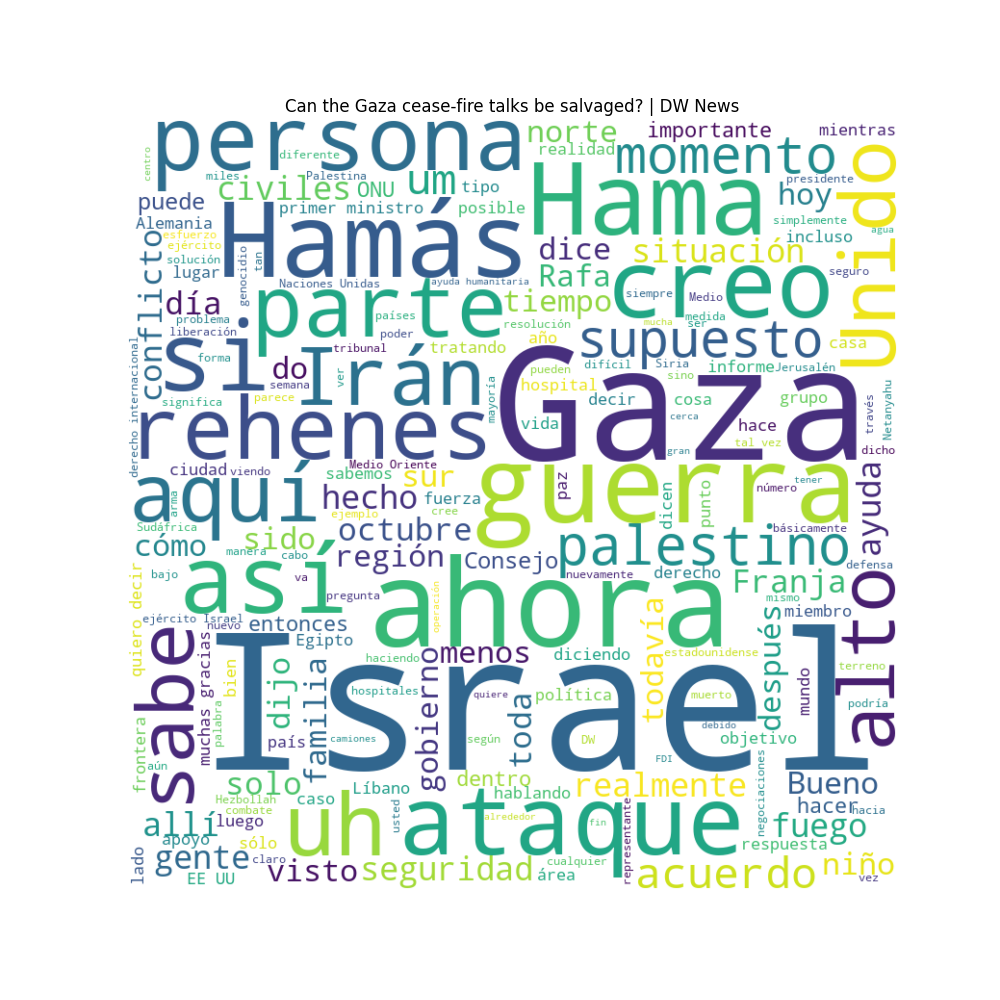 Can the Gaza cease-fire talks be salvaged? | DW News
persona
norte
importante
mientras
centro
diferente
realidad
momento
Unido
miles
Palestina
civiles
ONU
um
tipo
Hama
hoy
presidente
puede
primer ministro
posible
simplemente
Alemania
Hamás
dice
situación
incluso
agua
esfuerzo
ejército
solución
lugar
genocidio
tan
Naciones Unidas
ayuda humanitaria
Rafa
creo
seguro
conflicto
día
parte
países
tiempo
siempre
Medio
problema
liberación
si
poder
resolución
mucha
ser
medida
supuesto
casa
forma
do
tribunal
Irán
tratando
año
pueden
difícil
Siria
sino
informe
Jerusalén
semana
ver
parece
mayoría
hospital
decir
cosa
grupo
Netanyahu
través
significa
derecho internacional
rehenes
vida
Gaza
cerca
hace
tal vez
gran
dicho
ciudad
viendo
Medio Oriente
sabemos
sur
guerra
paz
número
tener
aquí
arma
hecho
fuerza
cree
ejemplo
dicen
punto
básicamente
ayuda
Sudáfrica
sido
octubre
cómo
manera
cabo
región
Consejo
palestino
defensa
bajo
va
nuevamente
derecho
Franja
mismo
quiero decir
así
pregunta
operación
ahora
miembro
alto
ejército Israel
nuevo
entonces
Egipto
sabe
muchas gracias
bien
palabra
dijo
familia
haciendo
gobierno
menos
diciendo
todavía
estadounidense
después
mundo
terreno
Israel
hospitales
quiere
política
muerto
podría
frontera
aún
país
camiones
según
toda
DW
debido
objetivo
FDI
negociaciones
solo
caso
Líbano
dentro
hablando
realmente
Bueno
Hezbollah
combate
usted
alrededor
hacer
hacia
allí
apoyo
luego
sólo
uh
ataque
fin
representante
fuego
respuesta
lado
gente
claro
visto
seguridad
cualquier
área
acuerdo
niño
EE UU
vez